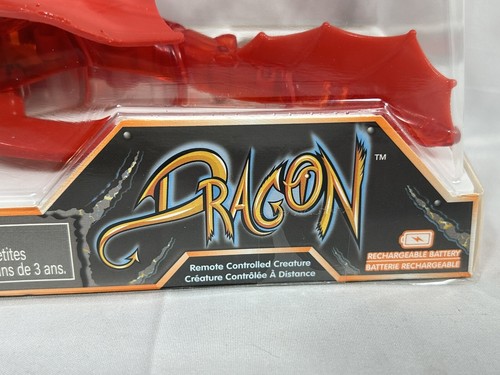 DRAGON™
Remote Controlled Creature
Créature Contrôlée À Distance
etites
ans de 3 ans.
RECHARGEABLE BATTERY
BATTERIE RECHARGEABLE